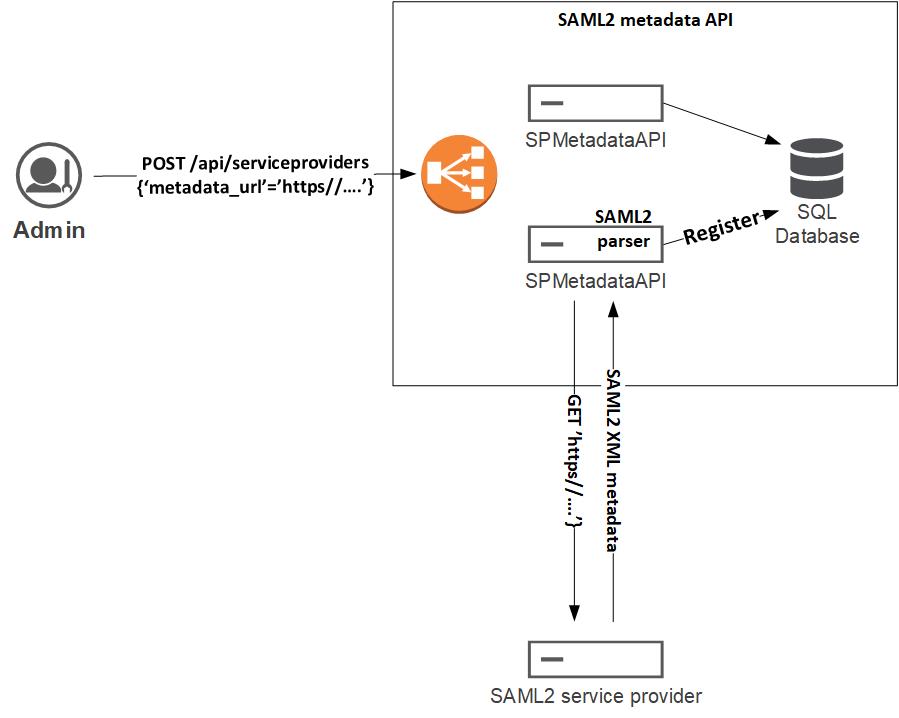 SAML2 metadata API
SPMetadataAPI
POST /api/serviceproviders
{‘metadata_url’=’https//....’}
Admin
SAML2
parser
Register
SQL
Database
SPMetadataAPI
GET ’https//....’}
SAML2 XML metadata
SAML2 service provider